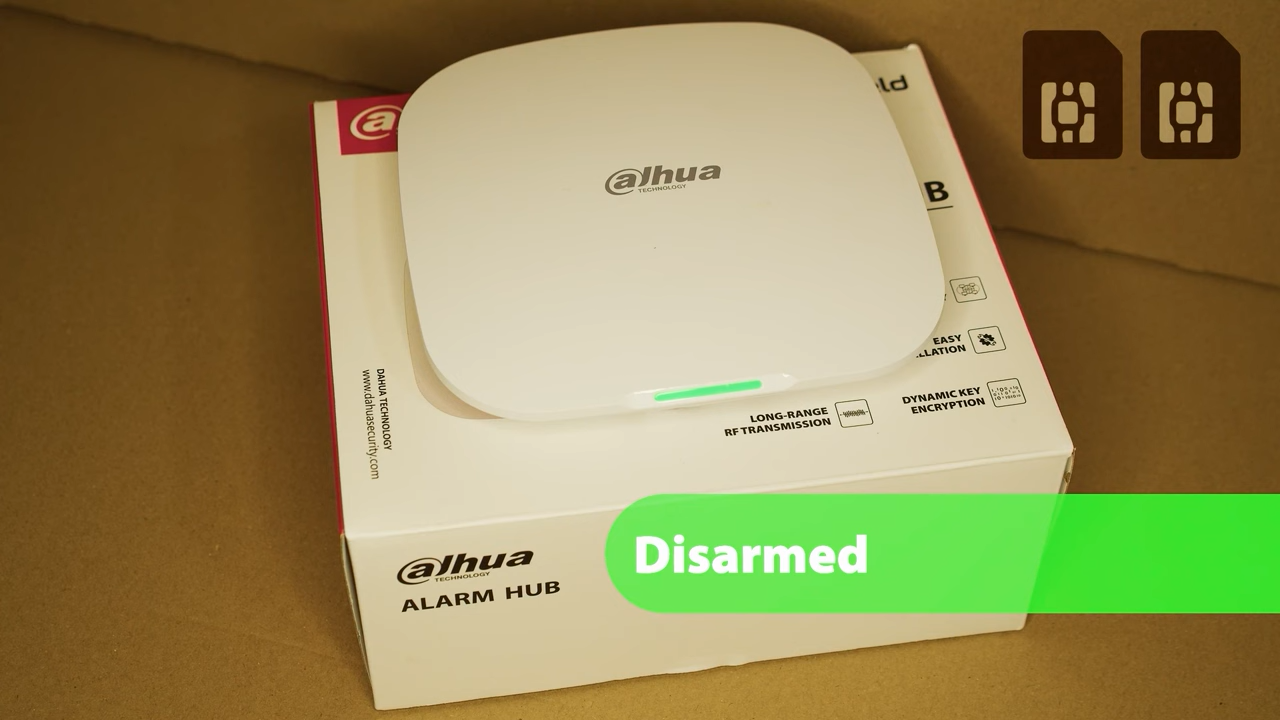 alhua
TECHNOLOGY
B
EASY
LONG-RANGE
RF TRANSMISSION
DYNAMIC KEY
ENCRYPTION
DAHUA TECHNOLOGY
www.dahuasecurity.com
alhua
TECHNOLOGY
ALARM HUB
Disarmed